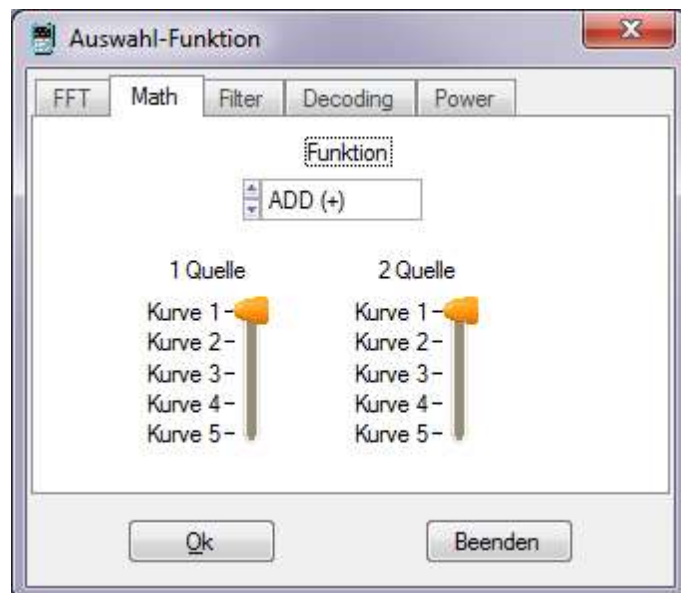 Auswahl-Funktion
x
FFT Math Filter Decoding Power
Funktion
ADD (+)
1 Quelle 2 Quelle
Kurve 1 Kurve 1
Kurve 2 Kurve 2
Kurve 3 Kurve 3
Kurve 4 Kurve 4
Kurve 5 Kurve 5
Ok Beenden